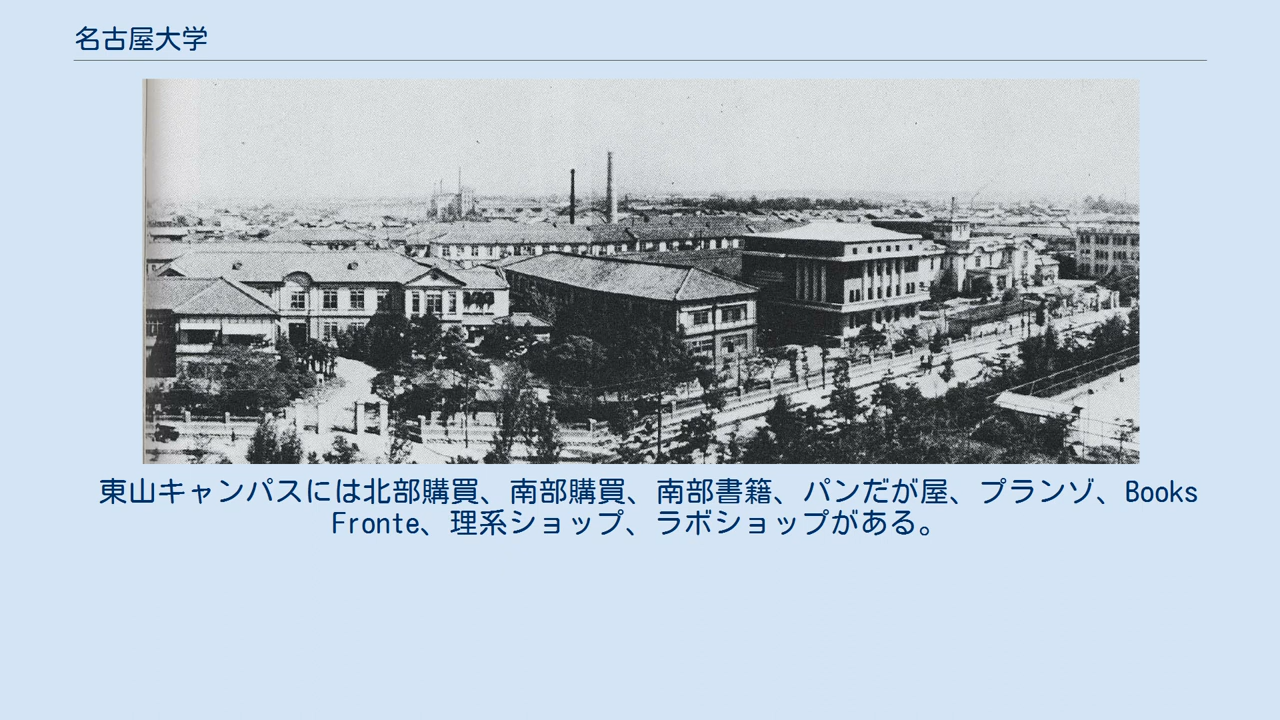 名古屋大学
東山キャンパスには北部購買、南部購買、南部書籍、パンだが屋、プランゾ、Books
Fronte、理系ショップ、ラボショップがある。